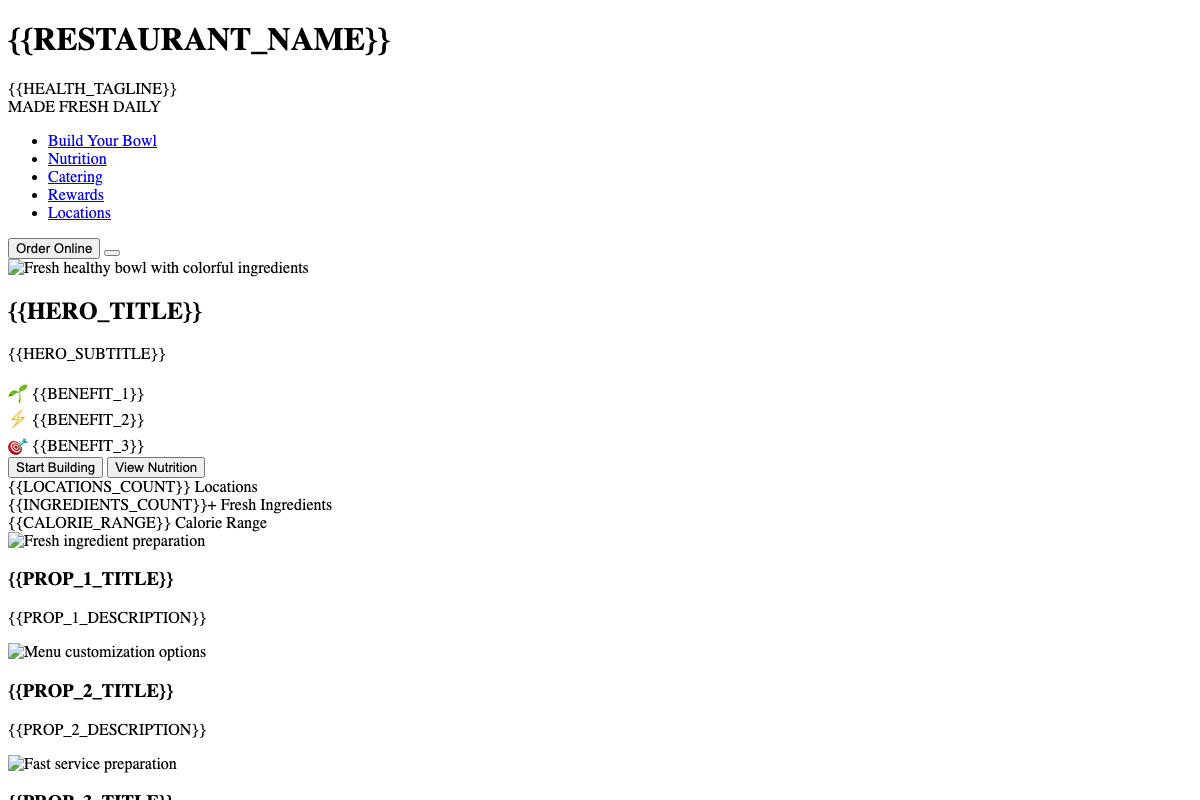 {{RESTAURANT_NAME}}
{{HEALTH_TAGLINE}}
MADE FRESH DAILY
Build Your Bowl
Nutrition
Catering
Rewards
Locations
Order Online
Fresh healthy bowl with colorful ingredients
{{HERO_TITLE}}
{{HERO_SUBTITLE}}
{{BENEFIT_1}}
{{BENEFIT_2}}
{{BENEFIT_3}}
Start Building View Nutrition
{{LOCATIONS_COUNT}} Locations
{{INGREDIENTS_COUNT}}+ Fresh Ingredients
{{CALORIE_RANGE}} Calorie Range
Fresh ingredient preparation
{{PROP_1_TITLE}}
{{PROP_1_DESCRIPTION}}
Menu customization options
{{PROP_2_TITLE}}
{{PROP_2_DESCRIPTION}}
Fast service preparation
{{PROP_3_TITLE}}